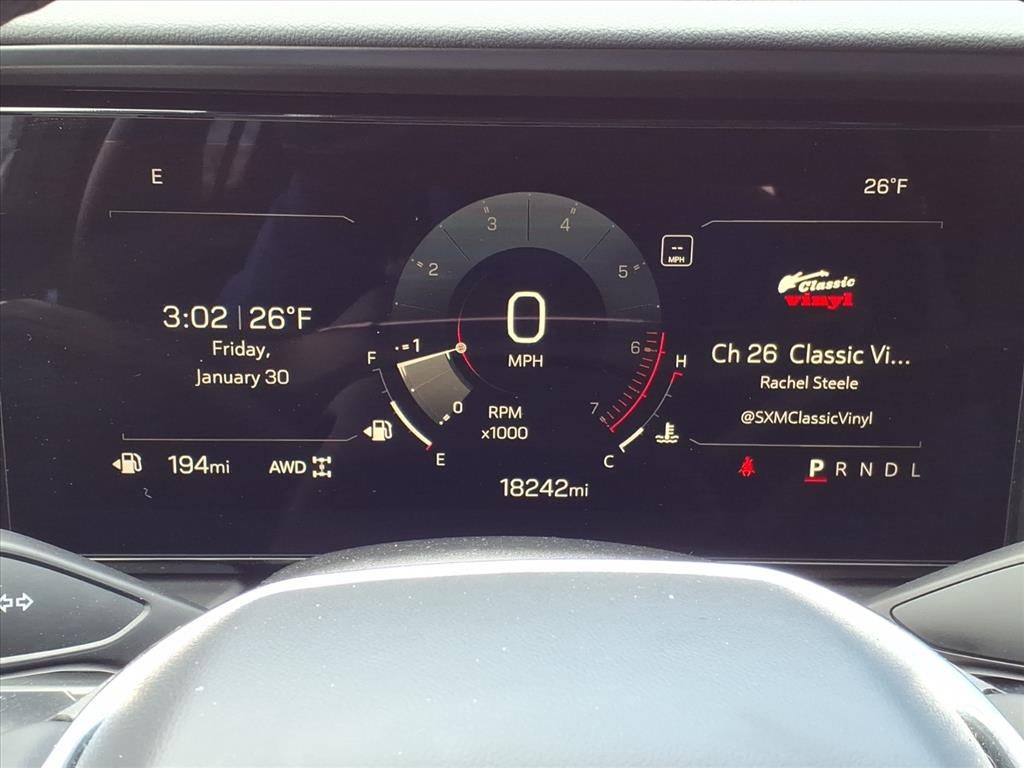 E
26°F
3:02 | 26°F
Friday,
January 30
194mi
AWD
F
E
0
1
2
3
4
5
6
7
0
MPH
RPM
x1000
18242mi
--
MPH
H
C
Classic
vinyl
Ch 26 Classic Vi...
Rachel Steele
@SXMClassicVinyl
P R N D L